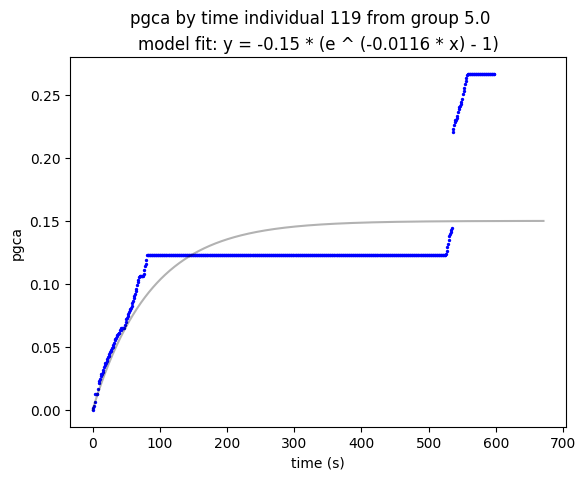 pgca by time individual 119 from group 5.0
model fit: y = -0.15 * (e ^ (-0.0116 * x) - 1)
pgca
0.25
0.20
0.15
0.10
0.05
0.00
0 100 200 300 400 500 600 700
time (s)